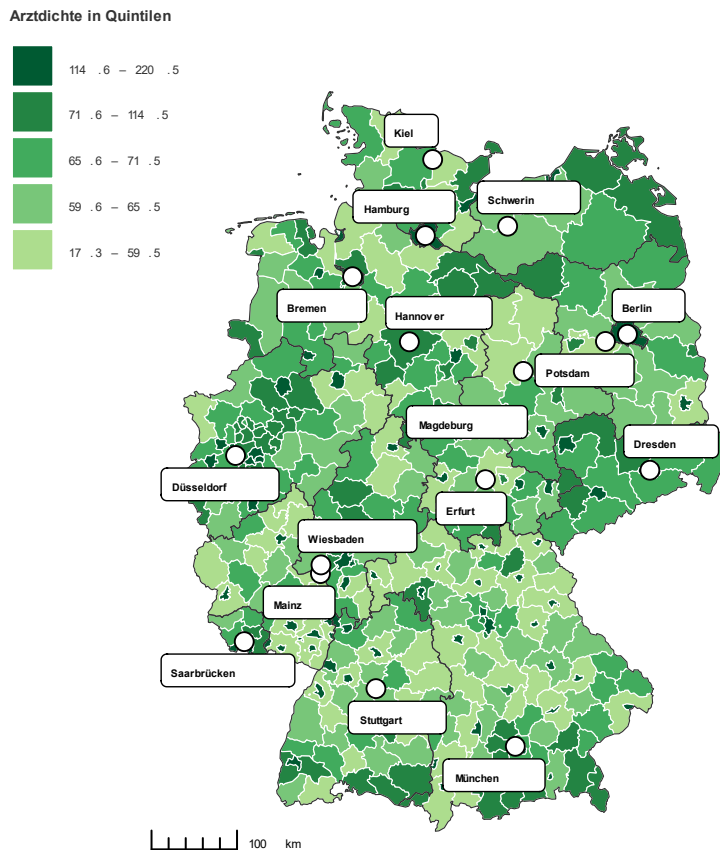 Arztdichte in Quintilen
114 .6 – 220 .5
71 .6 – 114 .5
65 .6 – 71 .5
59 .6 – 65 .5
17 .3 – 59 .5
Kiel
Schwerin
Hamburg
Bremen
Hannover
Berlin
Potsdam
Magdeburg
Dresden
Düsseldorf
Erfurt
Wiesbaden
Mainz
Saarbrücken
Stuttgart
München
100 km